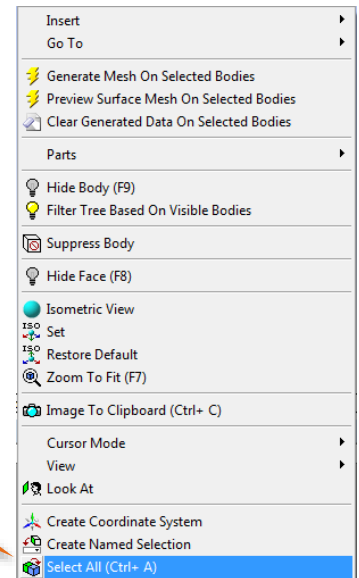 Insert
Go To
Generate Mesh On Selected Bodies
Preview Surface Mesh On Selected Bodies
Clear Generated Data On Selected Bodies
Parts
Hide Body (F9)
Filter Tree Based On Visible Bodies
Suppress Body
Hide Face (F8)
Isometric View
ISO Set
ISO Restore Default
Zoom To Fit (F7)
Image To Clipboard (Ctrl+ C)
Cursor Mode
View
Look At
Create Coordinate System
Create Named Selection
Select All (Ctrl+ A)